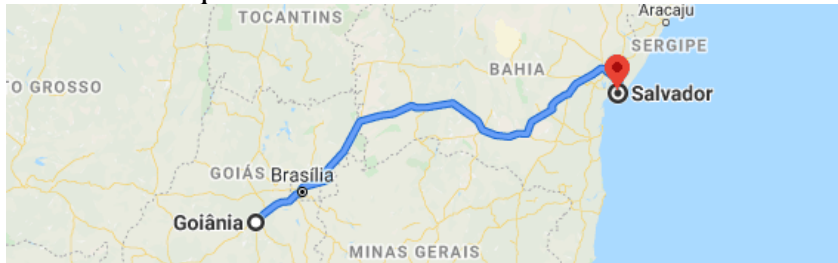 TOCANTINS
Aracaju
SERGIPE
BAHIA
TO GROSSO
Salvador
GOIÁS
Brasília
Goiânia
MINAS GERAIS